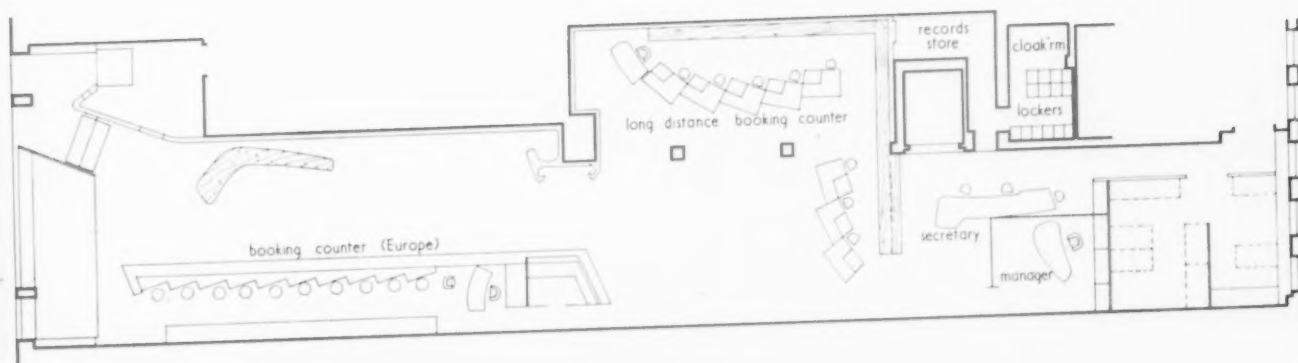 records
store
cloak'rm
lockers
long distance booking counter
booking counter (Europe)
secretary
manager